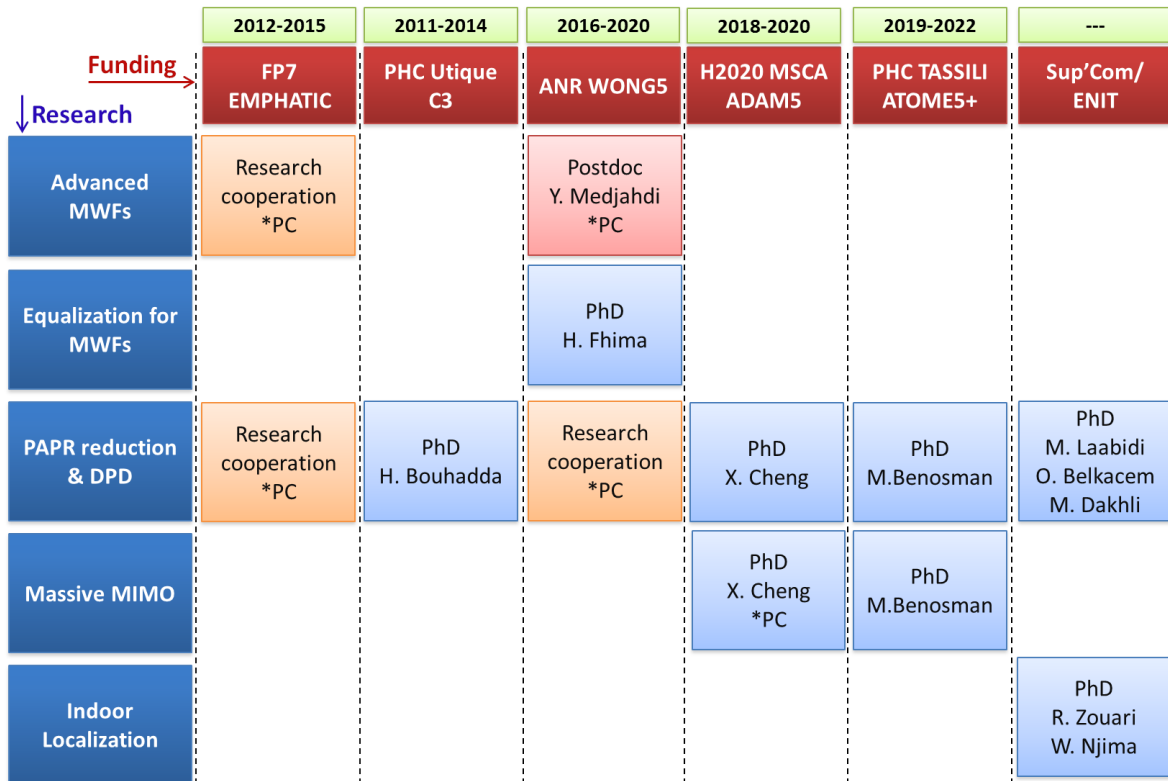 2012-2015
2011-2014
2016-2020
2018-2020
2019-2022
---
Funding
FP7
EMPHATIC
PHC Utique
C3
ANR WONG5
H2020 MSCA
ADAM5
PHC TASSILI
ATOME5+
Sup’Com/
ENIT
Research
Advanced
MWFs
Research
cooperation
*PC
Postdoc
Y. Medjahdi
*PC
Equalization for
MWFs
PhD
H. Fhima
PAPR reduction
& DPD
Research
cooperation
*PC
PhD
H. Bouhadda
Research
cooperation
*PC
PhD
X. Cheng
PhD
M.Benosman
PhD
M. Laabidi
O. Belkacem
M. Dakhli
Massive MIMO
PhD
X. Cheng
*PC
PhD
M.Benosman
Indoor
Localization
PhD
R. Zouari
W. Njima